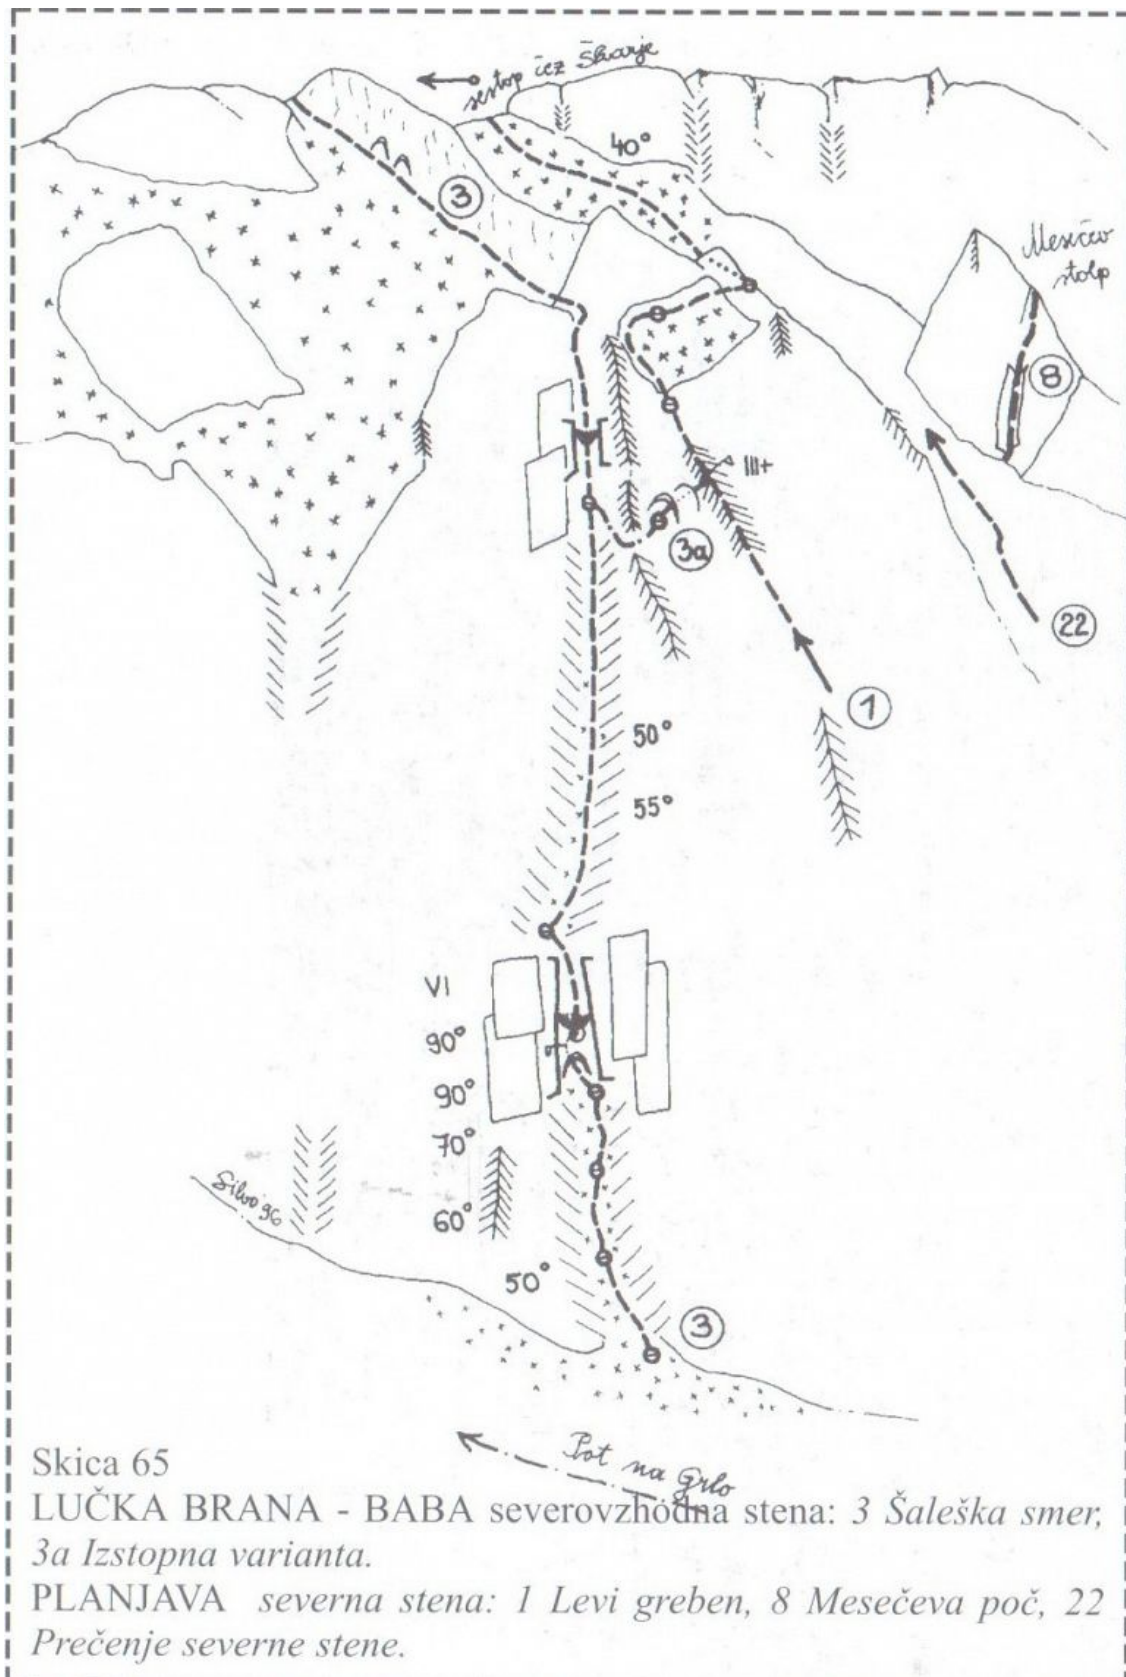 sestop čez Škarje
40°
3
Mesečev
stolp
8
III+
3a
22
1
50°
55°
VI
90°
90°
70°
Silvo 96
60°
50°
3
Pot na Grlo
Skica 65
LUČKA BRANA - BABA severovzhodna stena: 3 Šaleška smer,
3a Izstopna varianta.
PLANJAVA severna stena: 1 Levi greben, 8 Mesečeva poč, 22
Prečenje severne stene.